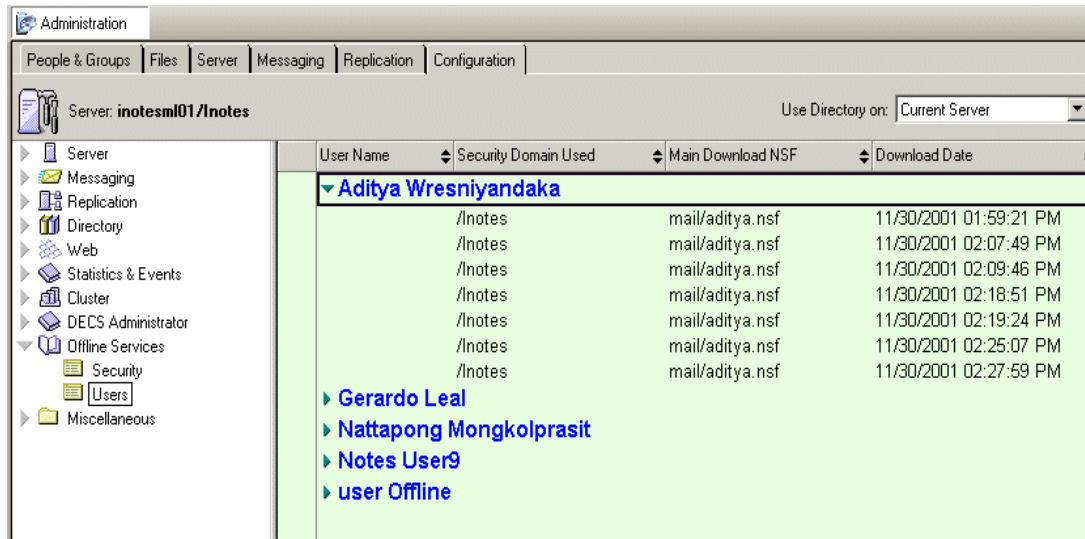 Administration
People & Groups Files Server Messaging Replication Configuration
Server: inotesml01/Inotes
Use Directory on: Current Server
Server
Messaging
Replication
Directory
Web
Statistics & Events
Cluster
DECS Administrator
Offline Services
Security
Users
Miscellaneous
User Name Security Domain Used Main Download NSF Download Date
Aditya Wresniyandaka
/Inotes mail/aditya.nsf 11/30/2001 01:59:21 PM
/Inotes mail/aditya.nsf 11/30/2001 02:07:49 PM
/Inotes mail/aditya.nsf 11/30/2001 02:09:46 PM
/Inotes mail/aditya.nsf 11/30/2001 02:18:51 PM
/Inotes mail/aditya.nsf 11/30/2001 02:19:24 PM
/Inotes mail/aditya.nsf 11/30/2001 02:25:07 PM
/Inotes mail/aditya.nsf 11/30/2001 02:27:59 PM
Gerardo Leal
Nattapong Mongkolprasit
Notes User9
user Offline